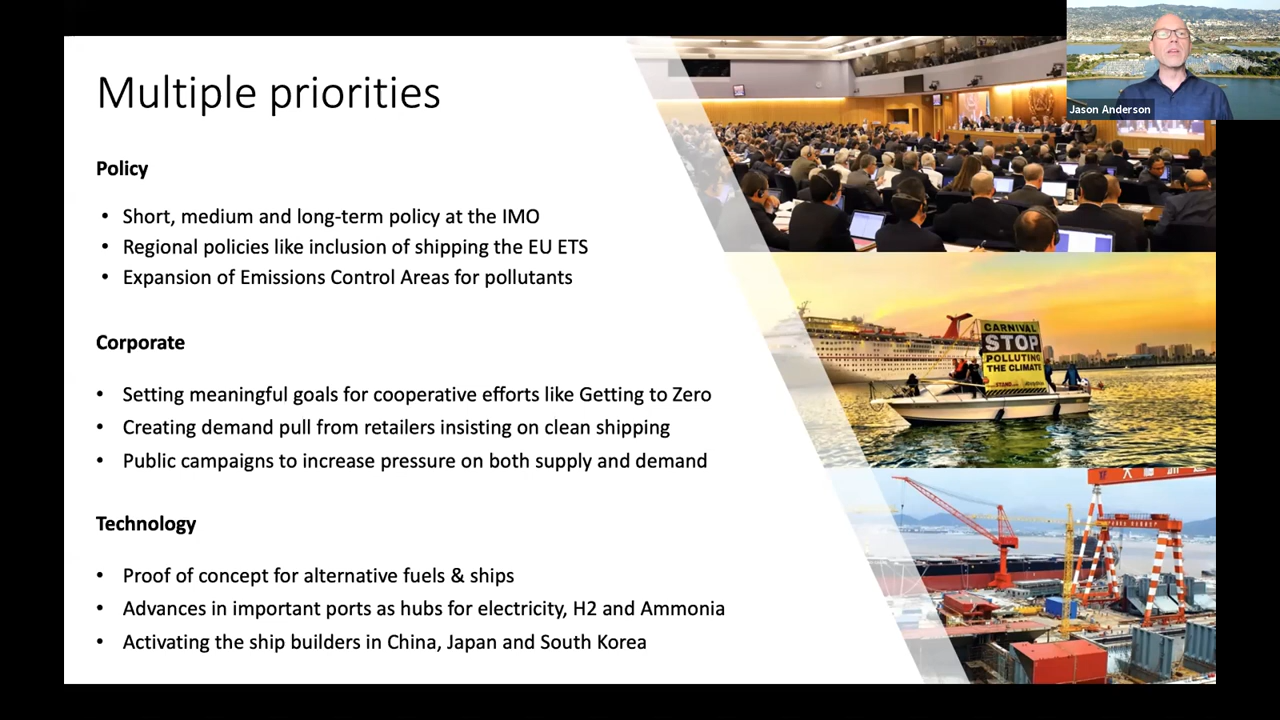 Multiple priorities
Jason Anderson
Policy
• Short, medium and long-term policy at the IMO
• Regional policies like inclusion of shipping the EU ETS
• Expansion of Emissions Control Areas for pollutants
CARNIVAL
STOP
POLLUTING
THE CLIMATE
STAND
Corporate
• Setting meaningful goals for cooperative efforts like Getting to Zero
• Creating demand pull from retailers insisting on clean shipping
• Public campaigns to increase pressure on both supply and demand
Technology
• Proof of concept for alternative fuels & ships
• Advances in important ports as hubs for electricity, H2 and Ammonia
• Activating the ship builders in China, Japan and South Korea